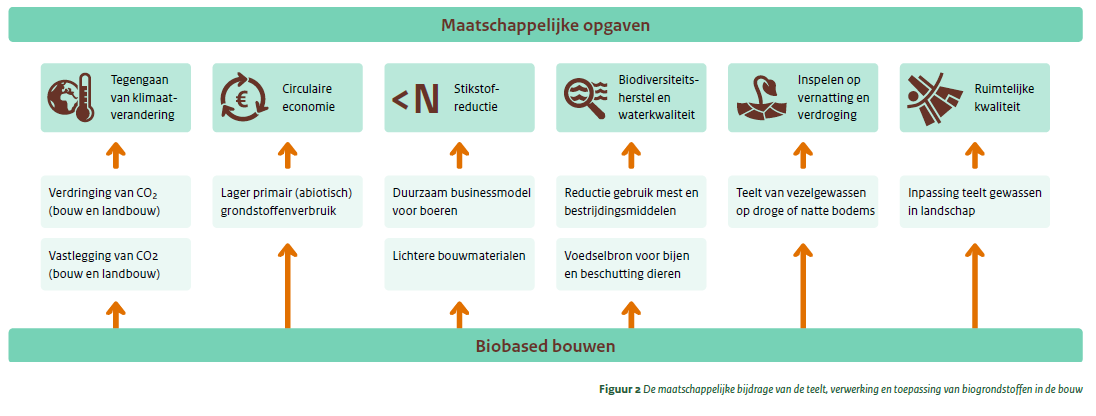 Maatschappelijke opgaven
Tegengaan
van klimaat-
verandering
Circulaire
economie
<N
Stikstof-
reductie
Biodiversiteits-
herstel en
waterkwaliteit
Inspelen op
vernatting en
verdroging
Ruimtelijke
kwaliteit
Verdringing van CO₂
(bouw en landbouw)
Lager primair (abiotisch)
grondstoffenverbruik
Duurzaam businessmodel
voor boeren
Reductie gebruik mest en
bestrijdingsmiddelen
Teelt van vezelgewassen
op droge of natte bodems
Inpassing teelt gewassen
in landschap
Vastlegging van CO2
(bouw en landbouw)
Lichtere bouwmaterialen
Voedselbron voor bijen
en beschutting dieren
Biobased bouwen
Figuur 2 De maatschappelijke bijdrage van de teelt, verwerking en toepassing van biogrondstoffen in de bouw